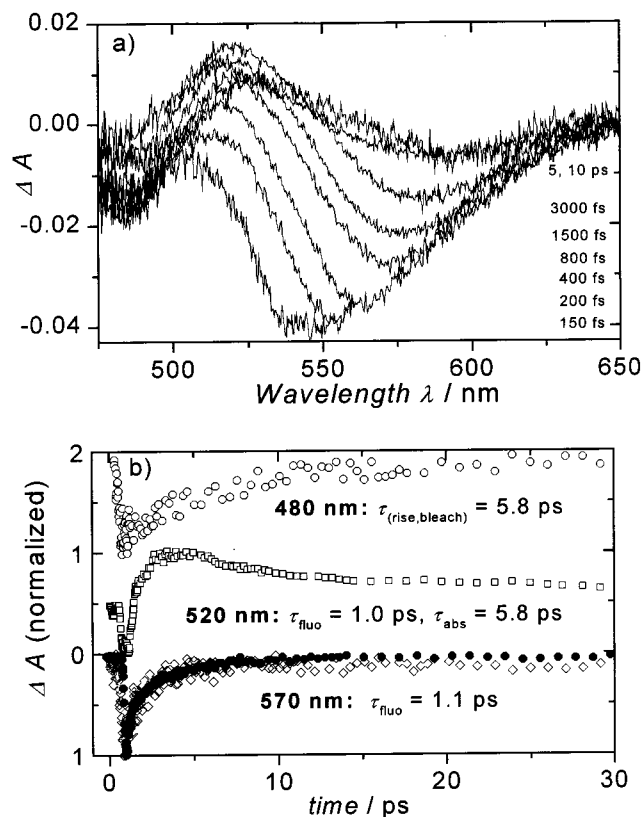 a)
0.02
0.00
-0.02
-0.04
Δ A
5, 10 ps
3000 fs
1500 fs
800 fs
400 fs
200 fs
150 fs
500 550 600 650
Wavelength λ / nm
b)
2
1
0
1
Δ A (normalized)
480 nm: τ(rise,bleach) = 5.8 ps
520 nm: τfluo = 1.0 ps, τabs = 5.8 ps
570 nm: τfluo = 1.1 ps
0 5 10 15 20 25 30
time / ps